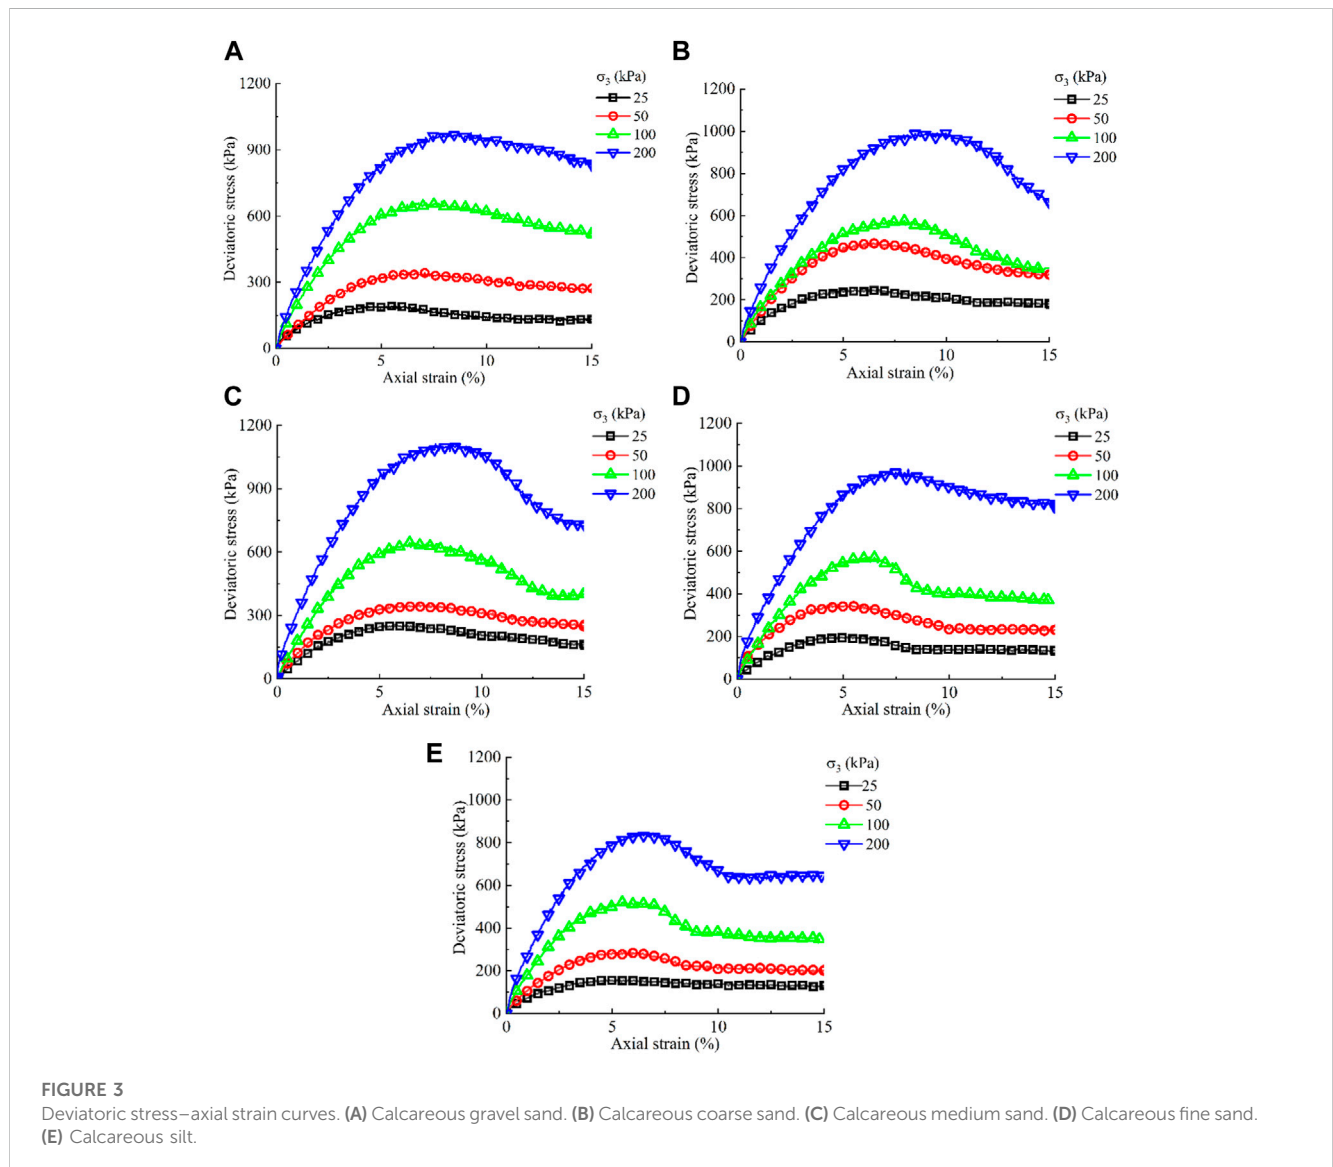 A
σ3 (kPa)
25
50
100
200
1200
900
600
300
0
Deviatoric stress (kPa)
0 5 10 15
Axial strain (%)
B
σ3 (kPa)
25
50
100
200
1200
1000
800
600
400
200
0
Deviatoric stress (kPa)
0 5 10 15
Axial strain (%)
C
σ3 (kPa)
25
50
100
200
1200
900
600
300
0
Deviatoric stress (kPa)
0 5 10 15
Axial strain (%)
D
σ3 (kPa)
25
50
100
200
1200
1000
800
600
400
200
0
Deviatoric stress (kPa)
0 5 10 15
Axial strain (%)
E
σ3 (kPa)
25
50
100
200
1200
1000
800
600
400
200
0
Deviatoric stress (kPa)
0 5 10 15
Axial strain (%)
FIGURE 3
Deviatoric stress–axial strain curves. (A) Calcareous gravel sand. (B) Calcareous coarse sand. (C) Calcareous medium sand. (D) Calcareous fine sand.
(E) Calcareous silt.